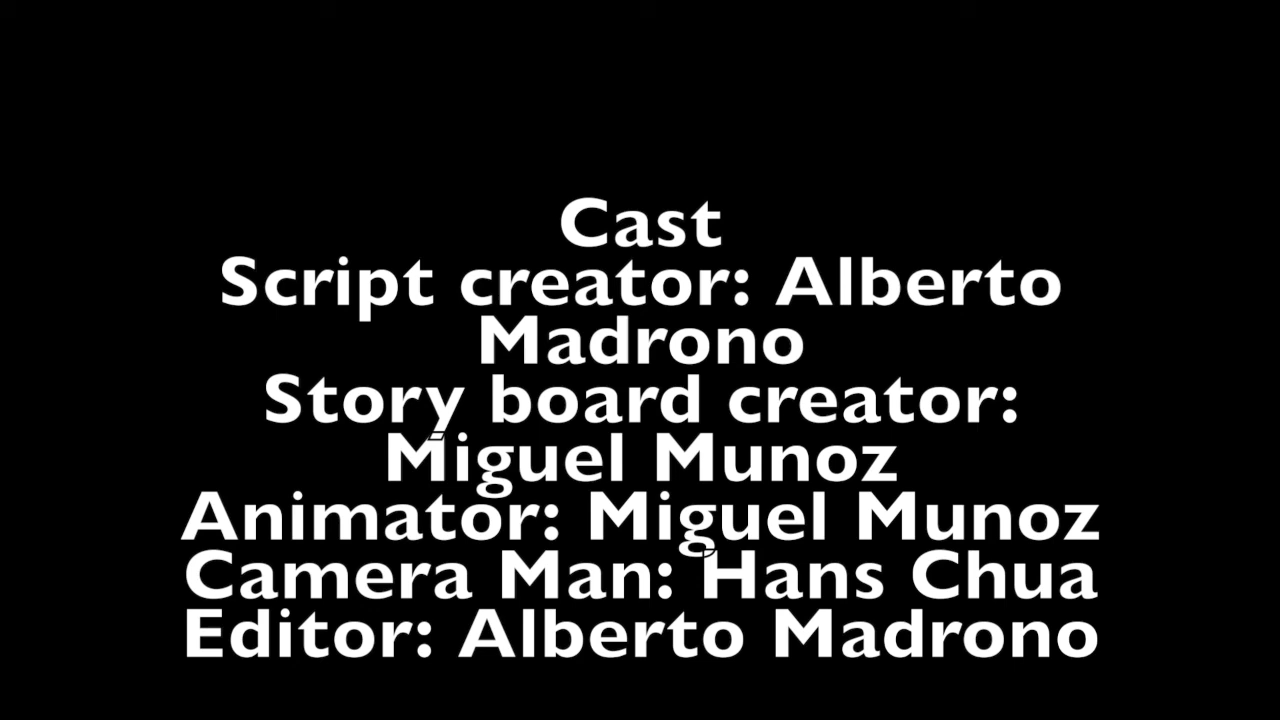 Cast
Script creator: Alberto
Madrono
Story board creator:
Miguel Munoz
Animator: Miguel Munoz
Camera Man: Hans Chua
Editor: Alberto Madrono